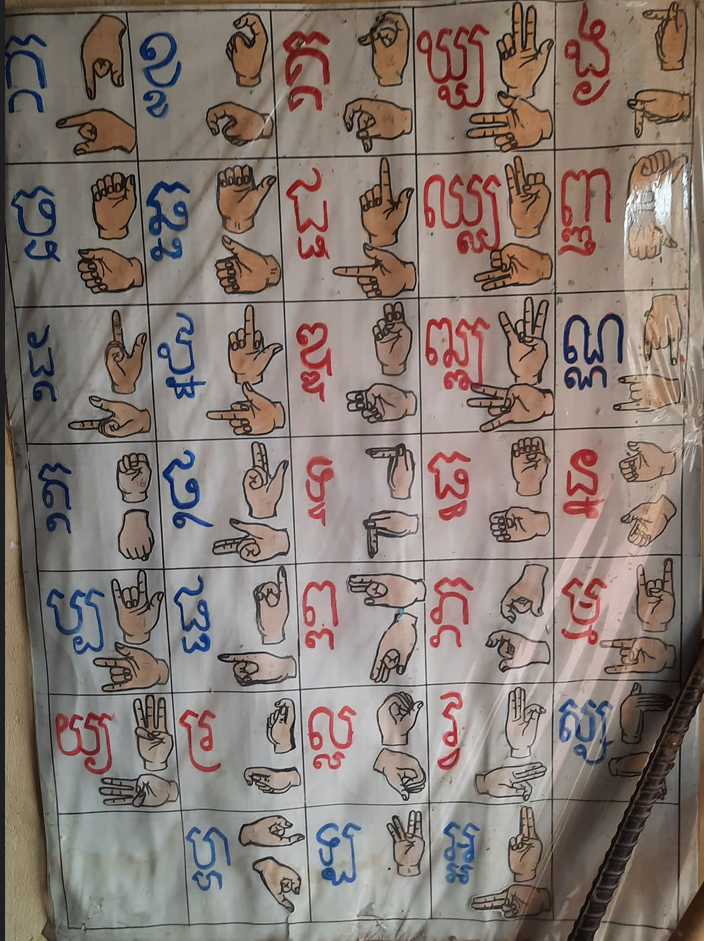 ក្ក ខ្ខ គ្គ ឃ្ឃ ង្ង
ច្ច ឆ្ឆ ជ្ជ ឈ្ឈ ញ្ញ
ដ្ដ ឋ្ឋ ឌ្ឌ ឍ្ឍ ណ្ណ
ត្ត ថ្ថ ទ្ទ ធ្ធ ន្ន
ប្ប ផ្ផ ព្ព ភ្ភ ម្ម
យ្យ រ្រ ល្ល វ្វ ស្ស
ហ្ហ ឡ អ្អ